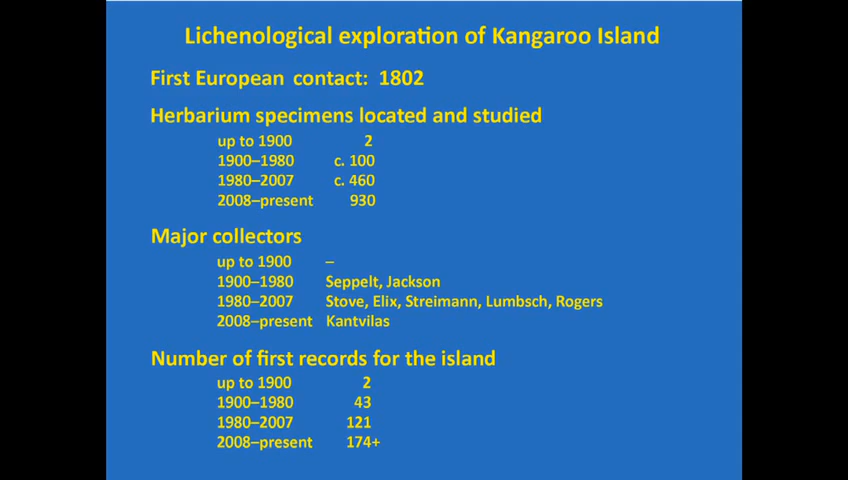 Lichenological exploration of Kangaroo Island
First European contact: 1802
Herbarium specimens located and studied
up to 1900 2
1900–1980 c. 100
1980–2007 c. 460
2008–present 930
Major collectors
up to 1900 –
1900–1980 Seppelt, Jackson
1980–2007 Stove, Elix, Streimann, Lumbsch, Rogers
2008–present Kantvilas
Number of first records for the island
up to 1900 2
1900–1980 43
1980–2007 121
2008–present 174+